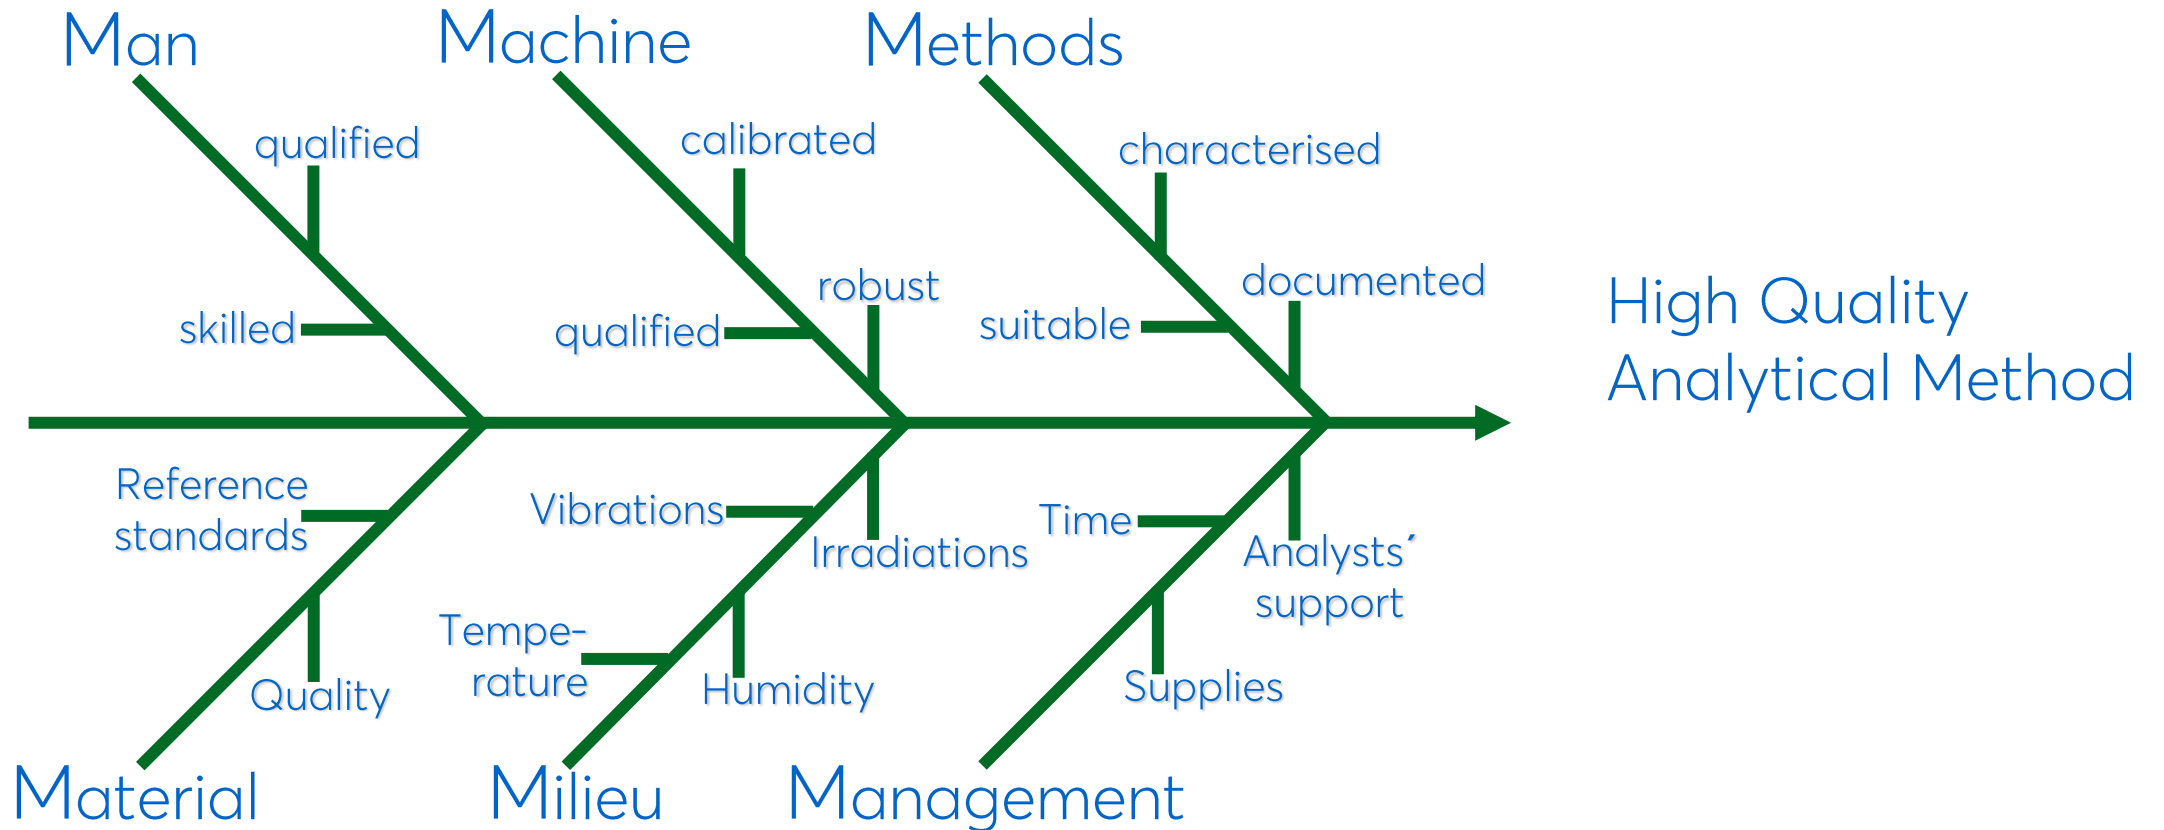 Man
Machine
Methods
qualified
calibrated
characterised
robust
documented
skilled
qualified
suitable
High Quality
Analytical Method
Reference
standards
Vibrations
Irradiations
Time
Analysts´
support
Tempe-
rature
Quality
Humidity
Supplies
Material
Milieu
Management